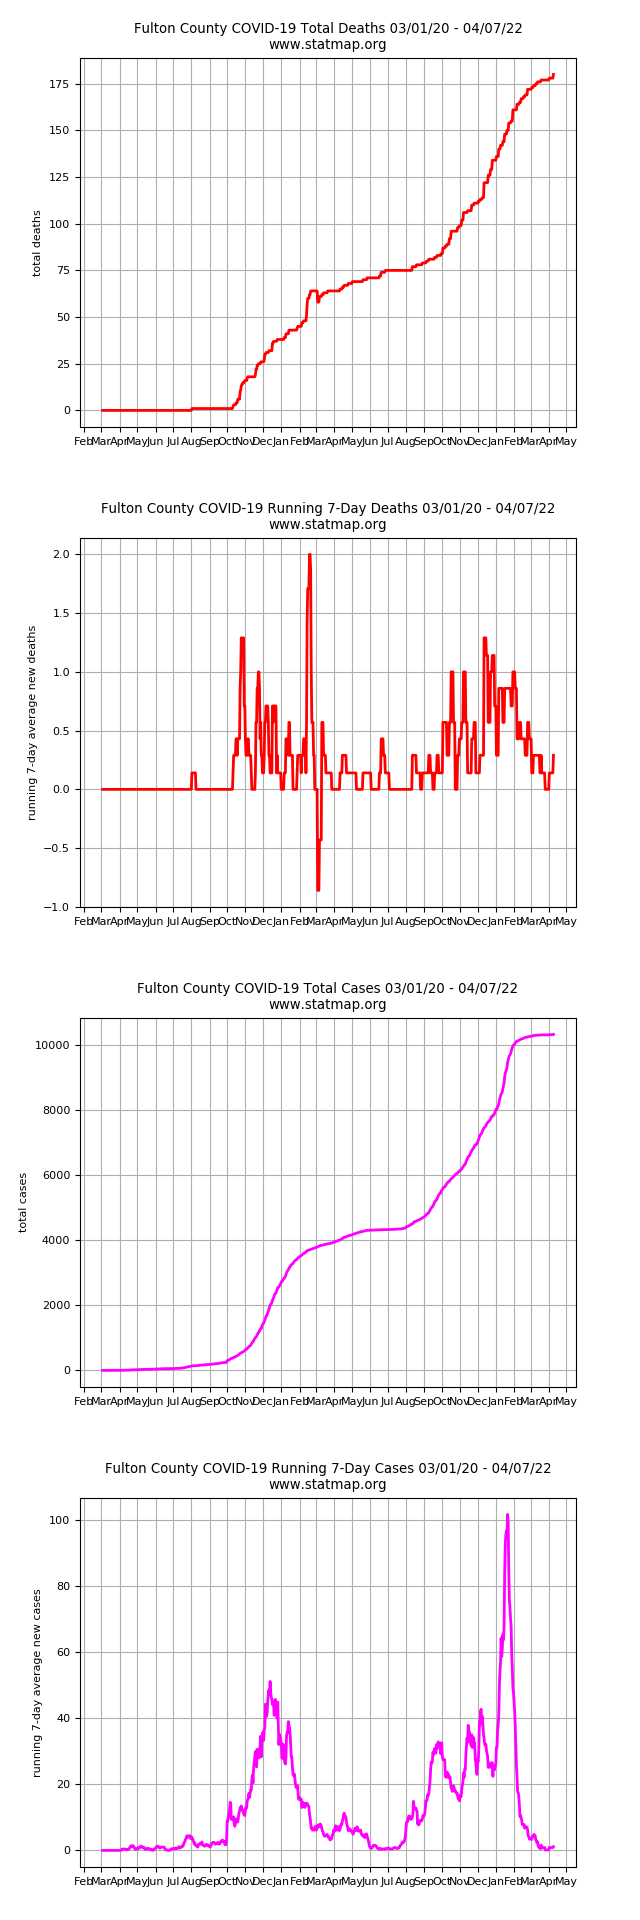 Fulton County COVID-19 Total Deaths 03/01/20 - 04/07/22
www.statmap.org
total deaths
175
150
125
100
75
50
25
0
Feb Mar Apr May Jun Jul Aug Sep Oct Nov Dec Jan Feb Mar Apr May Jun Jul Aug Sep Oct Nov Dec Jan Feb Mar Apr May
Fulton County COVID-19 Running 7-Day Deaths 03/01/20 - 04/07/22
www.statmap.org
running 7-day average new deaths
2.0
1.5
1.0
0.5
0.0
−0.5
−1.0
Feb Mar Apr May Jun Jul Aug Sep Oct Nov Dec Jan Feb Mar Apr May Jun Jul Aug Sep Oct Nov Dec Jan Feb Mar Apr May
Fulton County COVID-19 Total Cases 03/01/20 - 04/07/22
www.statmap.org
total cases
10000
8000
6000
4000
2000
0
Feb Mar Apr May Jun Jul Aug Sep Oct Nov Dec Jan Feb Mar Apr May Jun Jul Aug Sep Oct Nov Dec Jan Feb Mar Apr May
Fulton County COVID-19 Running 7-Day Cases 03/01/20 - 04/07/22
www.statmap.org
running 7-day average new cases
100
80
60
40
20
0
Feb Mar Apr May Jun Jul Aug Sep Oct Nov Dec Jan Feb Mar Apr May Jun Jul Aug Sep Oct Nov Dec Jan Feb Mar Apr May